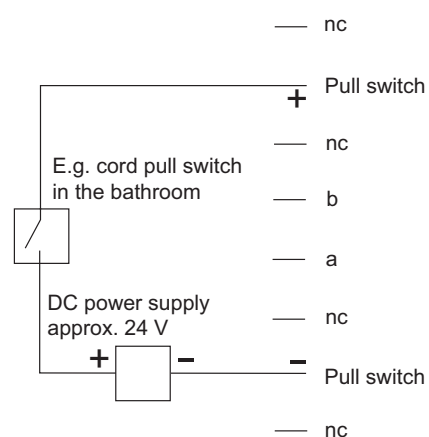 nc
Pull switch
+
nc
E.g. cord pull switch
in the bathroom
b
a
DC power supply
approx. 24 V
nc
+ − −
Pull switch
nc